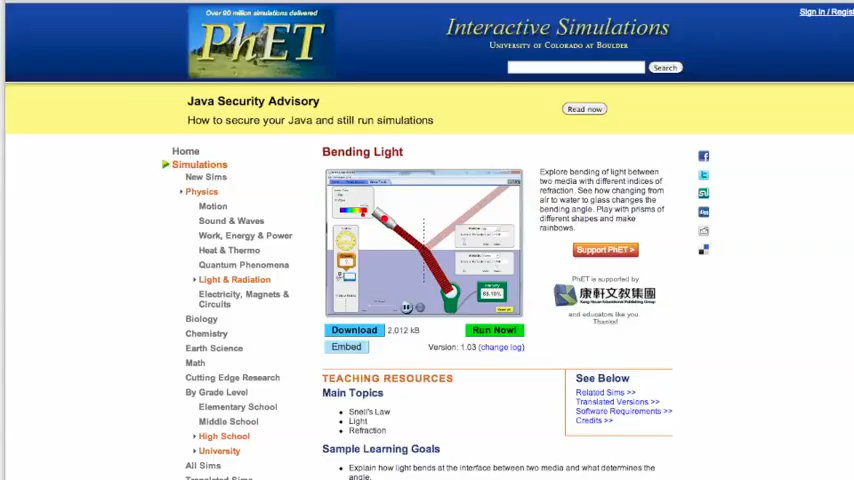 Over 90 million simulations delivered
PhET
Interactive Simulations
UNIVERSITY OF COLORADO AT BOULDER
Sign In / Regis
Search
Java Security Advisory
How to secure your Java and still run simulations
Read now
Home
Simulations
New Sims
Physics
Motion
Sound & Waves
Work, Energy & Power
Heat & Thermo
Quantum Phenomena
Light & Radiation
Electricity, Magnets &
Circuits
Biology
Chemistry
Earth Science
Math
Cutting Edge Research
By Grade Level
Elementary School
Middle School
High School
University
All Sims
Translated Sims
Bending Light
Explore bending of light between
two media with different indices of
refraction. See how changing from
air to water to glass changes the
bending angle. Play with prisms of
different shapes and make
rainbows.
Support PhET >
PhET is supported by
康軒文教集團
and educators like you.
Thanks!
Download
2,012 kB
Run Now!
Embed
Version: 1.03 (change log)
TEACHING RESOURCES
Main Topics
Snell's Law
Light
Refraction
Sample Learning Goals
Explain how light bends at the interface between two media and what determines the
angle.
See Below
Related Sims >>
Translated Versions >>
Software Requirements >>
Credits >>